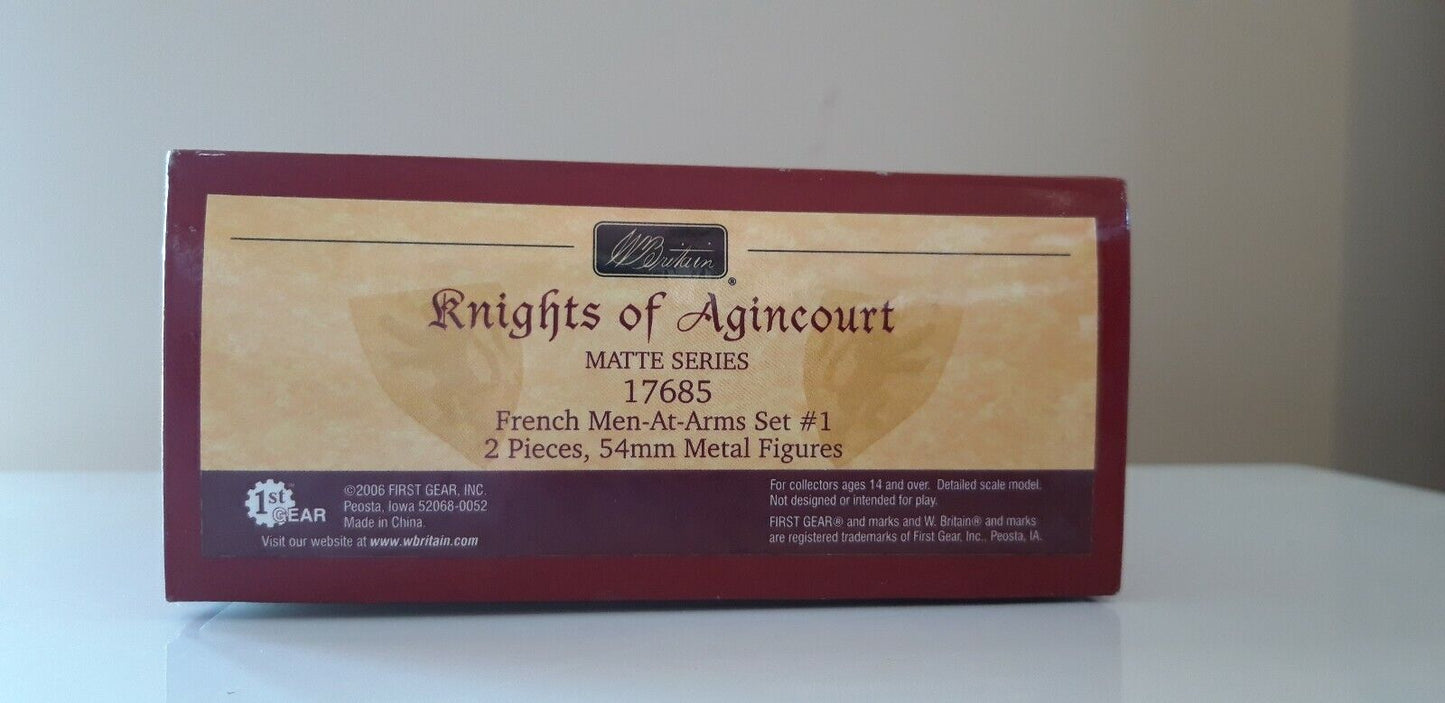 WBritain
®
Knights of Agincourt
MATTE SERIES
17685
French Men-At-Arms Set #1
2 Pieces, 54mm Metal Figures
1st GEAR
©2006 FIRST GEAR, INC.
Peosta, Iowa 52068-0052
Made in China.
Visit our website at www.wbritain.com
For collectors ages 14 and over. Detailed scale model.
Not designed or intended for play.
FIRST GEAR® and marks and W. Britain® and marks
are registered trademarks of First Gear, Inc., Peosta, IA.